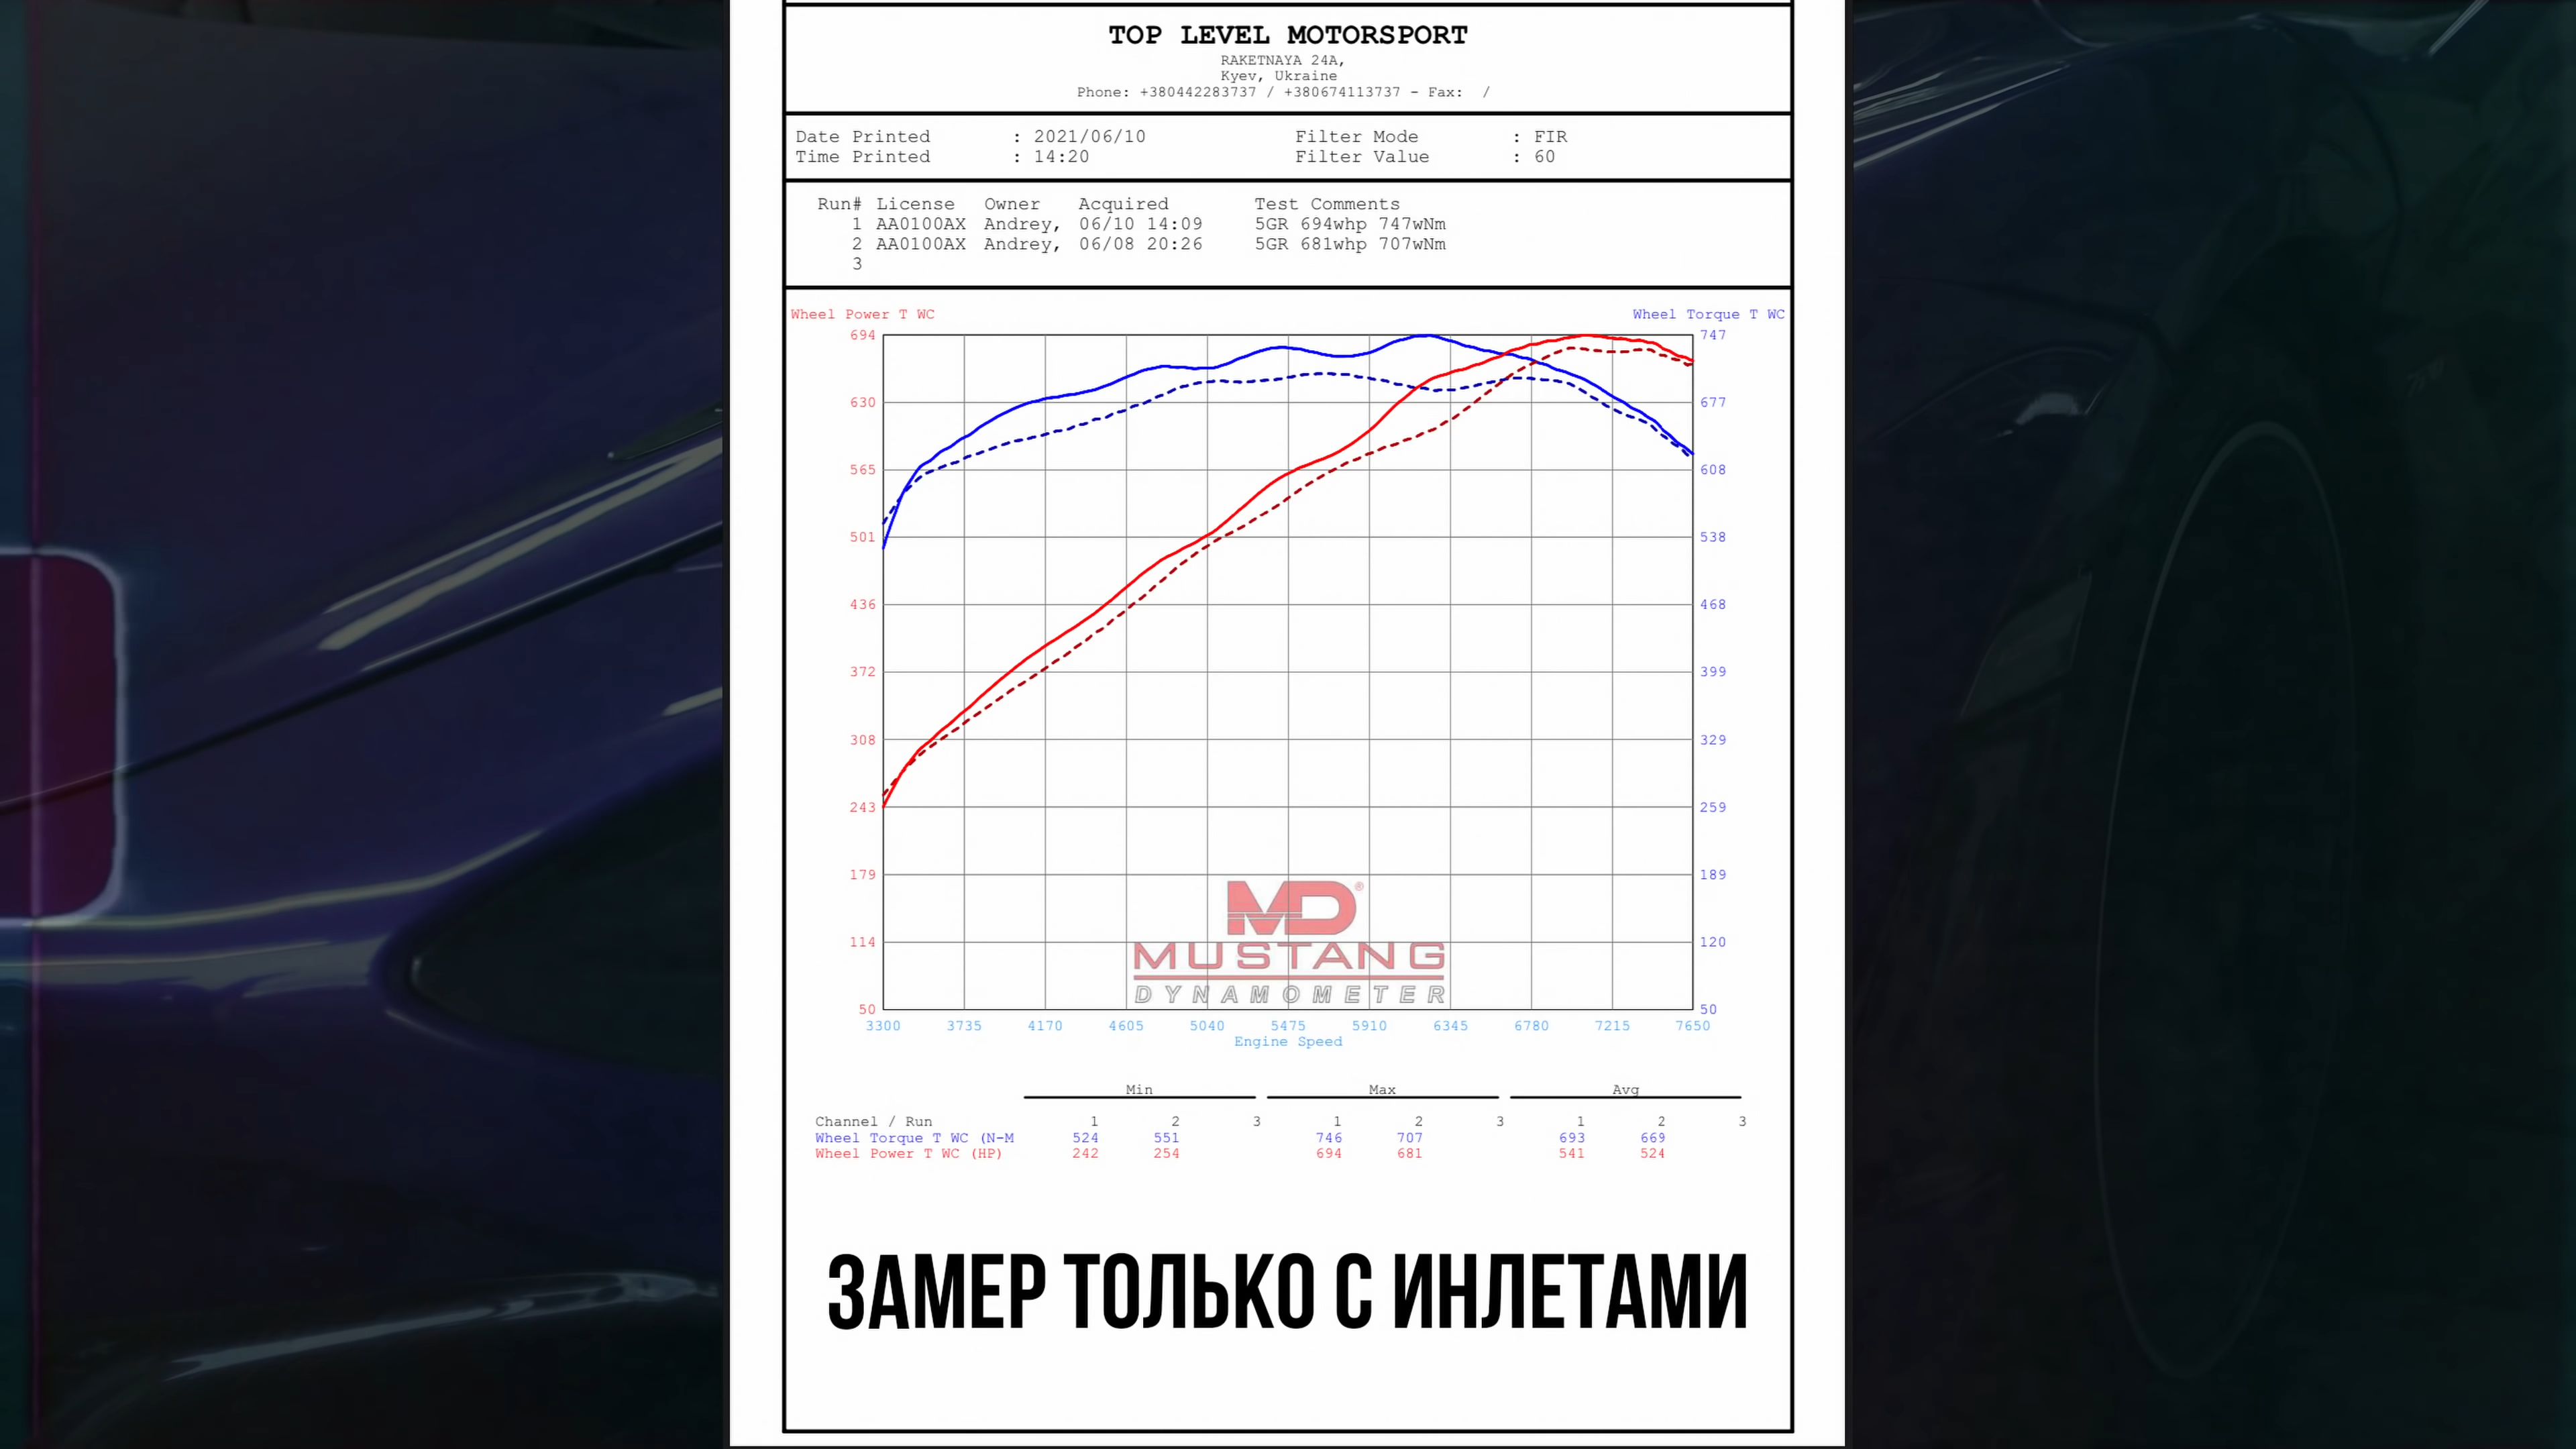 TOP LEVEL MOTORSPORT
RAKETNAYA 24A,
Kyev, Ukraine
Phone: +380442283737 / +380674113737 - Fax:  /
Date Printed : 2021/06/10 Filter Mode : FIR
Time Printed : 14:20 Filter Value : 60
Run# License Owner Acquired Test Comments
1 AA0100AX Andrey, 06/10 14:09 5GR 694whp 747wNm
2 AA0100AX Andrey, 06/08 20:26 5GR 681whp 707wNm
3
Wheel Power T WC Wheel Torque T WC
694 747
630 677
565 608
501 538
436 468
372 399
308 329
243 259
179 189
MD®
114 120
MUSTANG
DYNAMOMETER
50 50
3300 3735 4170 4605 5040 5475 5910 6345 6780 7215 7650
Engine Speed
Min Max Avg
Channel / Run 1 2 3 1 2 3 1 2 3
Wheel Torque T WC (N-M 524 551 746 707 693 669
Wheel Power T WC (HP) 242 254 694 681 541 524
ЗАМЕР ТОЛЬКО С ИНЛЕТАМИ